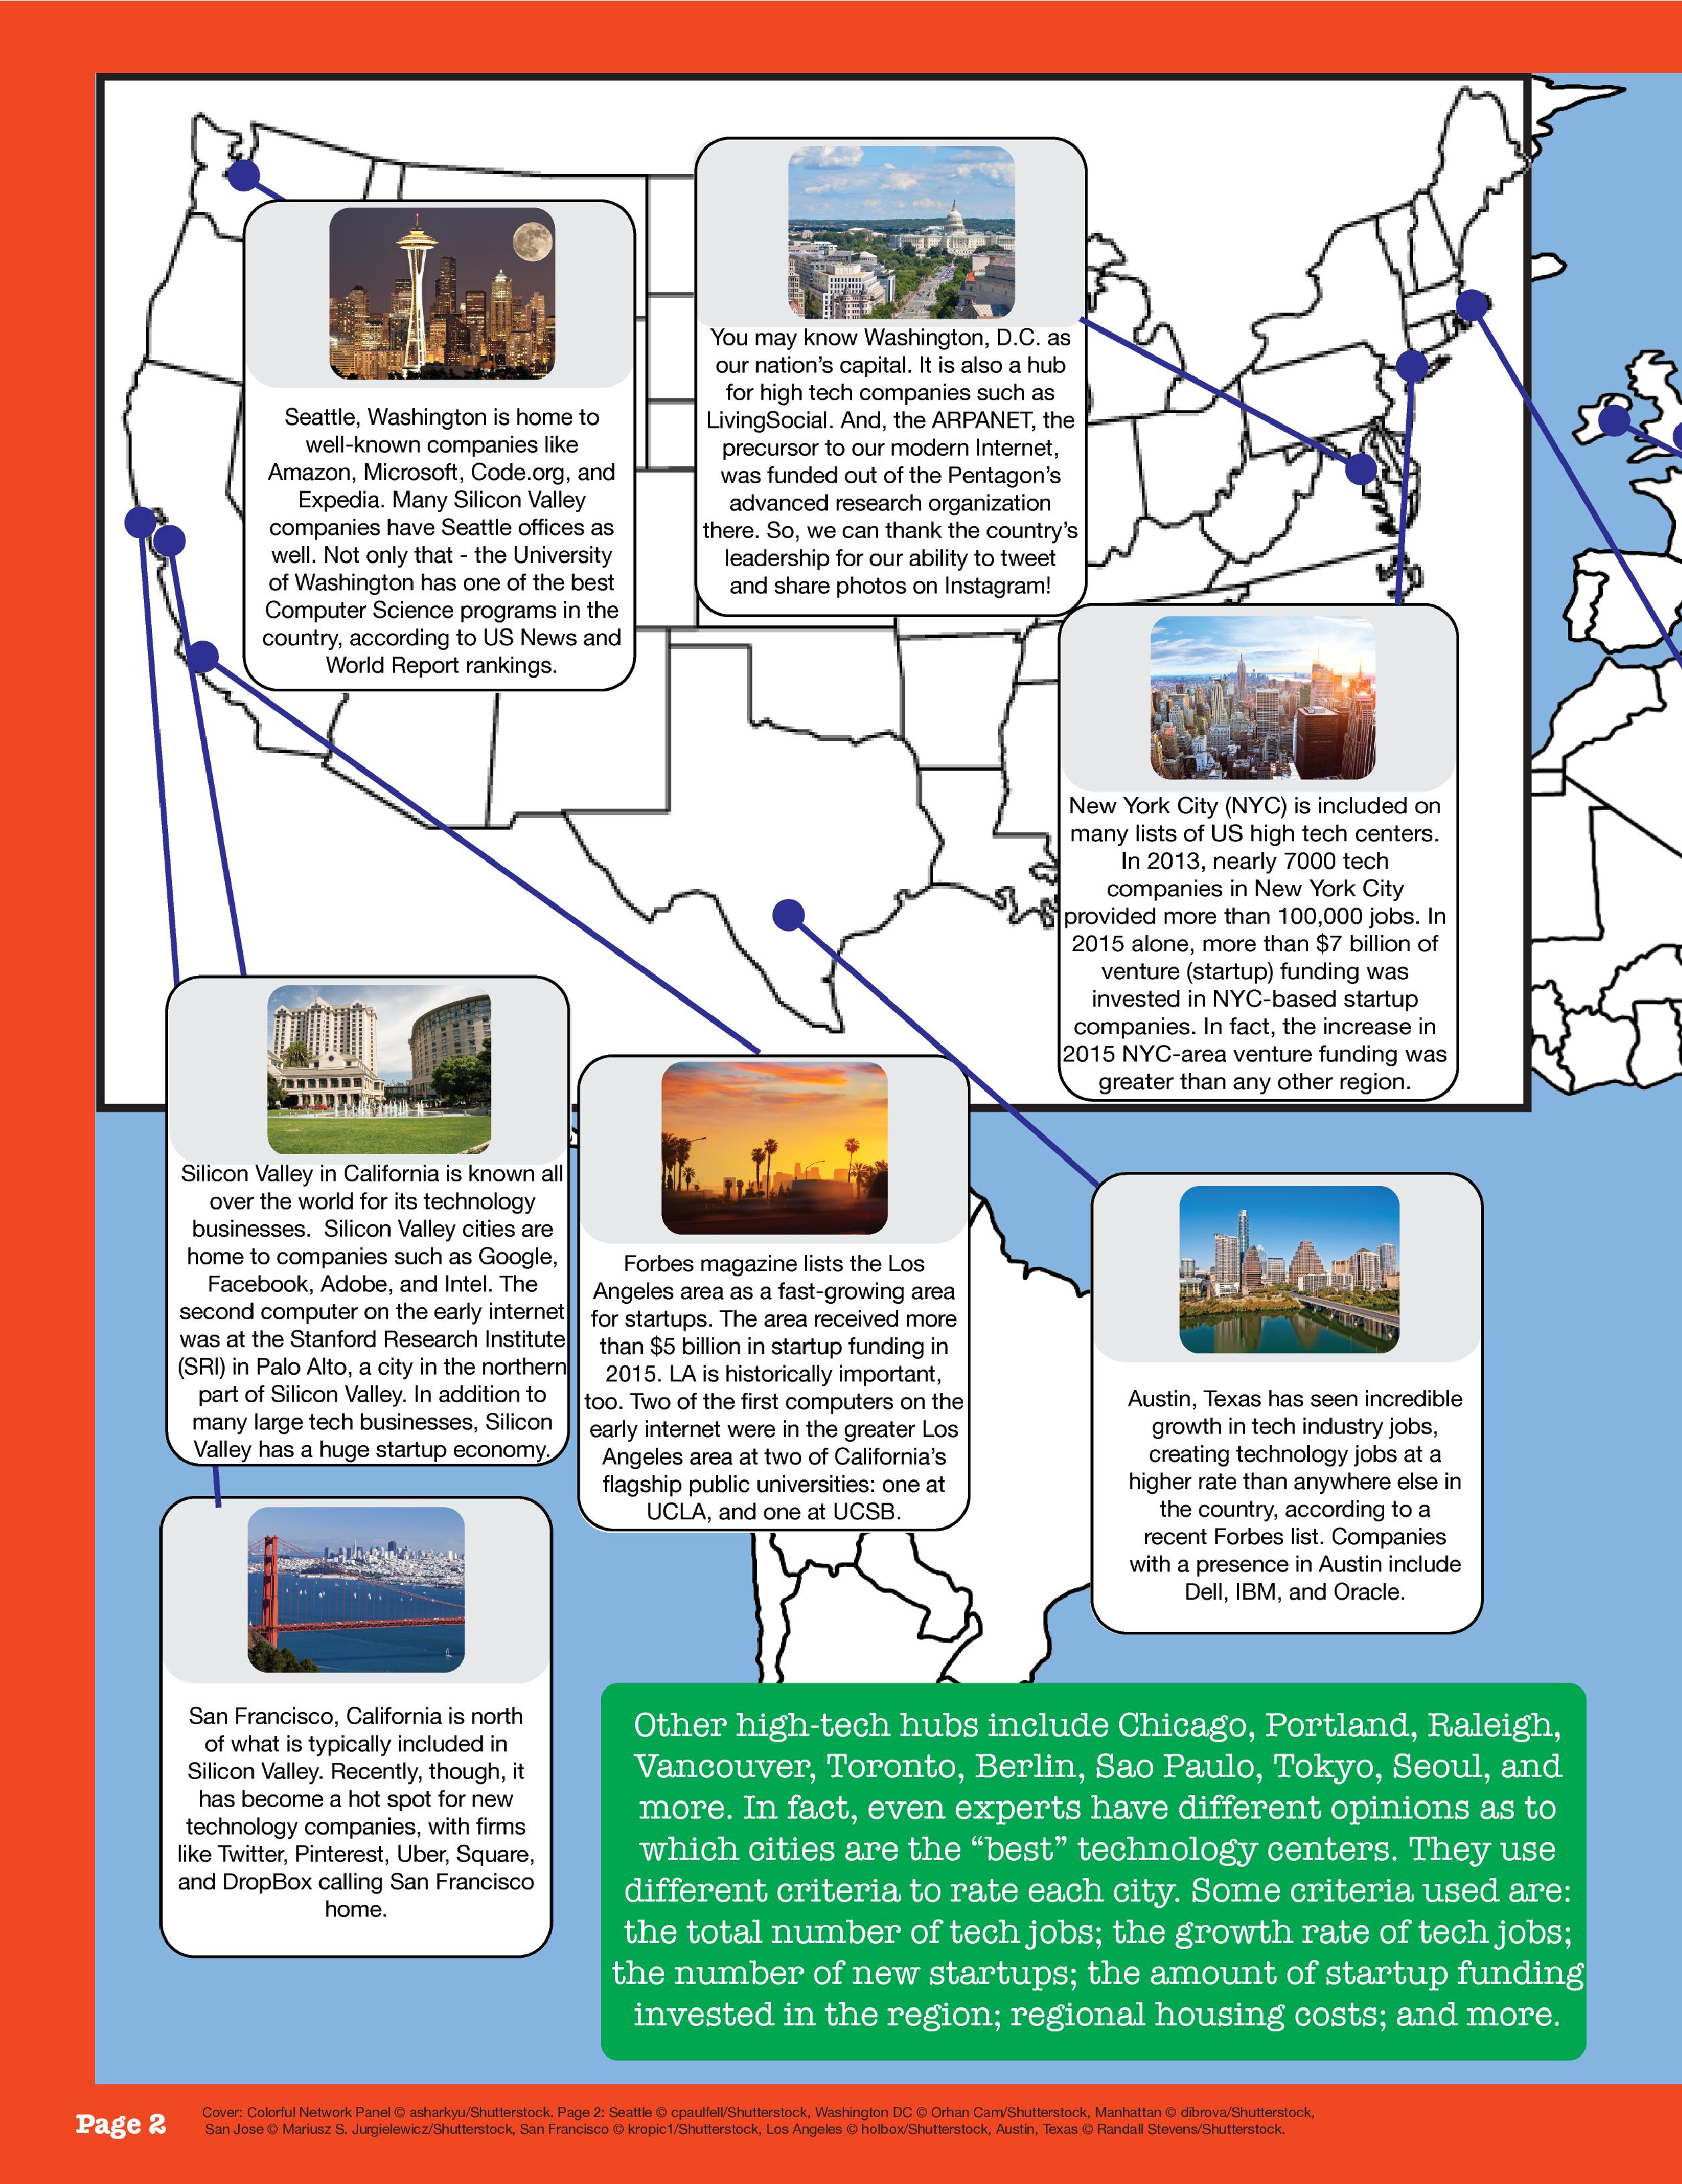 Seattle, Washington is home to
well-known companies like
Amazon, Microsoft, Code.org, and
Expedia. Many Silicon Valley
companies have Seattle offices as
well. Not only that - the University
of Washington has one of the best
Computer Science programs in the
country, according to US News and
World Report rankings.
You may know Washington, D.C. as
our nation's capital. It is also a hub
for high tech companies such as
LivingSocial. And, the ARPANET, the
precursor to our modern Internet,
was funded out of the Pentagon's
advanced research organization
there. So, we can thank the country's
leadership for our ability to tweet
and share photos on Instagram!
New York City (NYC) is included on
many lists of US high tech centers.
In 2013, nearly 7000 tech
companies in New York City
provided more than 100,000 jobs. In
2015 alone, more than $7 billion of
venture (startup) funding was
invested in NYC-based startup
companies. In fact, the increase in
2015 NYC-area venture funding was
greater than any other region.
Silicon Valley in California is known all
over the world for its technology
businesses.  Silicon Valley cities are
home to companies such as Google,
Facebook, Adobe, and Intel. The
second computer on the early internet
was at the Stanford Research Institute
(SRI) in Palo Alto, a city in the northern
part of Silicon Valley. In addition to
many large tech businesses, Silicon
Valley has a huge startup economy.
Forbes magazine lists the Los
Angeles area as a fast-growing area
for startups. The area received more
than $5 billion in startup funding in
2015. LA is historically important,
too. Two of the first computers on the
early internet were in the greater Los
Angeles area at two of California's
flagship public universities: one at
UCLA, and one at UCSB.
Austin, Texas has seen incredible
growth in tech industry jobs,
creating technology jobs at a
higher rate than anywhere else in
the country, according to a
recent Forbes list. Companies
with a presence in Austin include
Dell, IBM, and Oracle.
San Francisco, California is north
of what is typically included in
Silicon Valley. Recently, though, it
has become a hot spot for new
technology companies, with firms
like Twitter, Pinterest, Uber, Square,
and DropBox calling San Francisco
home.
Other high-tech hubs include Chicago, Portland, Raleigh,
Vancouver, Toronto, Berlin, Sao Paulo, Tokyo, Seoul, and
more. In fact, even experts have different opinions as to
which cities are the “best” technology centers. They use
different criteria to rate each city. Some criteria used are:
the total number of tech jobs; the growth rate of tech jobs;
the number of new startups; the amount of startup funding
invested in the region; regional housing costs; and more.
Page 2
Cover: Colorful Network Panel © asharkyu/Shutterstock. Page 2: Seattle © cpaulfell/Shutterstock, Washington DC © Orhan Cam/Shutterstock, Manhattan © dibrova/Shutterstock,
San Jose © Mariusz S. Jurgielewicz/Shutterstock, San Francisco © kropic1/Shutterstock, Los Angeles © holbox/Shutterstock, Austin, Texas © Randall Stevens/Shutterstock.